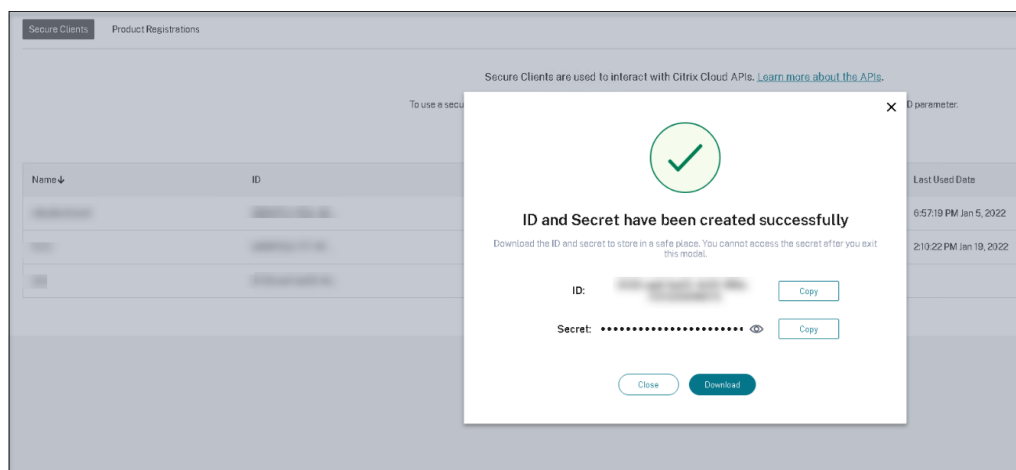 Secure Clients
Product Registrations
Secure Clients are used to interact with Citrix Cloud APIs. Learn more about the APIs.
To use a secu
D parameter.
Name↓
ID
Last Used Date
6:57:19 PM Jan 5, 2022
2:10:22 PM Jan 19, 2022
ID and Secret have been created successfully
Download the ID and secret to store in a safe place. You cannot access the secret after you exit
this modal.
ID:
Copy
Secret: ••••••••••••••••••••••••
Copy
Close
Download